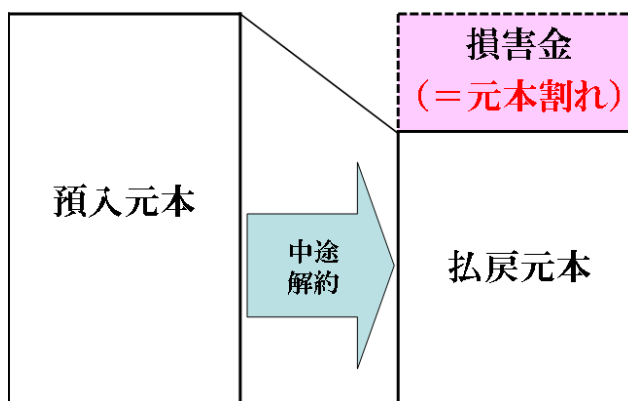 預入元本
中途
解約
損害金
（＝元本割れ）
払戻元本